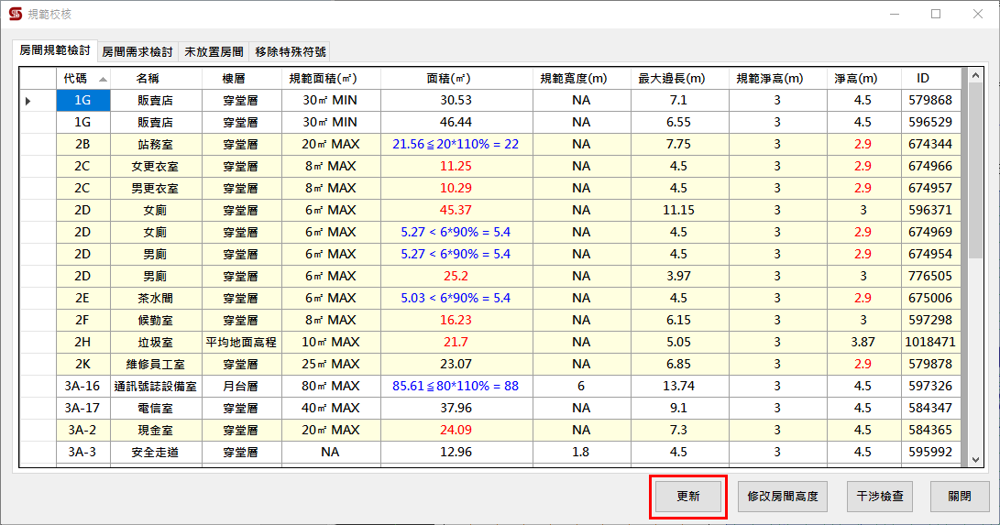 規範校核
房間規範檢討 房間需求檢討 未放置房間 移除特殊符號
代碼 名稱 樓層 規範面積(㎡) 面積(㎡) 規範寬度(m) 最大邊長(m) 規範淨高(m) 淨高(m) ID
1G 販賣店 穿堂層 30㎡ MIN 30.53 NA 7.1 3 4.5 579868
1G 販賣店 穿堂層 30㎡ MIN 46.44 NA 6.55 3 4.5 596529
2B 站務室 穿堂層 20㎡ MAX 21.56≦20*110% = 22 NA 7.75 3 2.9 674344
2C 女更衣室 穿堂層 8㎡ MAX 11.25 NA 4.5 3 2.9 674966
2C 男更衣室 穿堂層 8㎡ MAX 10.29 NA 4.5 3 2.9 674957
2D 女廁 穿堂層 6㎡ MAX 45.37 NA 11.15 3 3 596371
2D 女廁 穿堂層 6㎡ MAX 5.27 < 6*90% = 5.4 NA 4.5 3 2.9 674969
2D 男廁 穿堂層 6㎡ MAX 5.27 < 6*90% = 5.4 NA 4.5 3 2.9 674954
2D 男廁 穿堂層 6㎡ MAX 25.2 NA 3.97 3 3 776505
2E 茶水間 穿堂層 6㎡ MAX 5.03 < 6*90% = 5.4 NA 4.5 3 2.9 675006
2F 候勤室 穿堂層 8㎡ MAX 16.23 NA 6.15 3 3 597298
2H 垃圾室 平均地面高程 10㎡ MAX 21.7 NA 5.05 3 3.87 1018471
2K 維修員工室 穿堂層 25㎡ MAX 23.07 NA 6.85 3 2.9 579878
3A-16 通訊號誌設備室 月台層 80㎡ MAX 85.61≦80*110% = 88 6 13.74 3 4.5 597326
3A-17 電信室 穿堂層 40㎡ MAX 37.96 NA 9.1 3 4.5 584347
3A-2 現金室 穿堂層 20㎡ MAX 24.09 NA 7.3 3 4.5 584365
3A-3 安全走道 穿堂層 NA 12.96 1.8 4.5 3 4.5 595992
更新 修改房間高度 干涉檢查 關閉